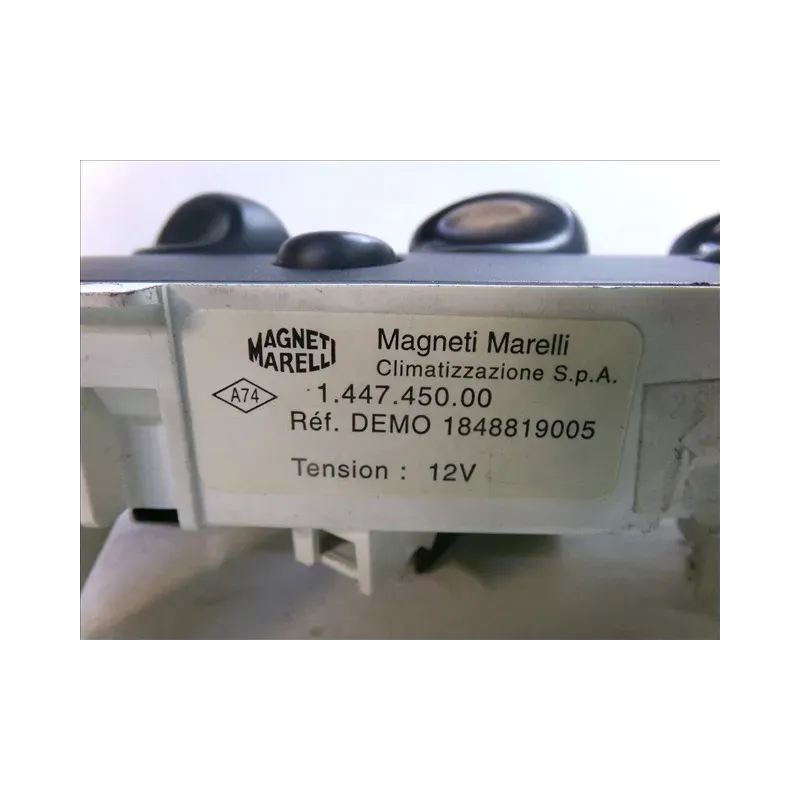 MAGNETI
MARELLI
Magneti Marelli
Climatizzazione S.p.A.
A74
1.447.450.00
Réf. DEMO 1848819005
Tension : 12V